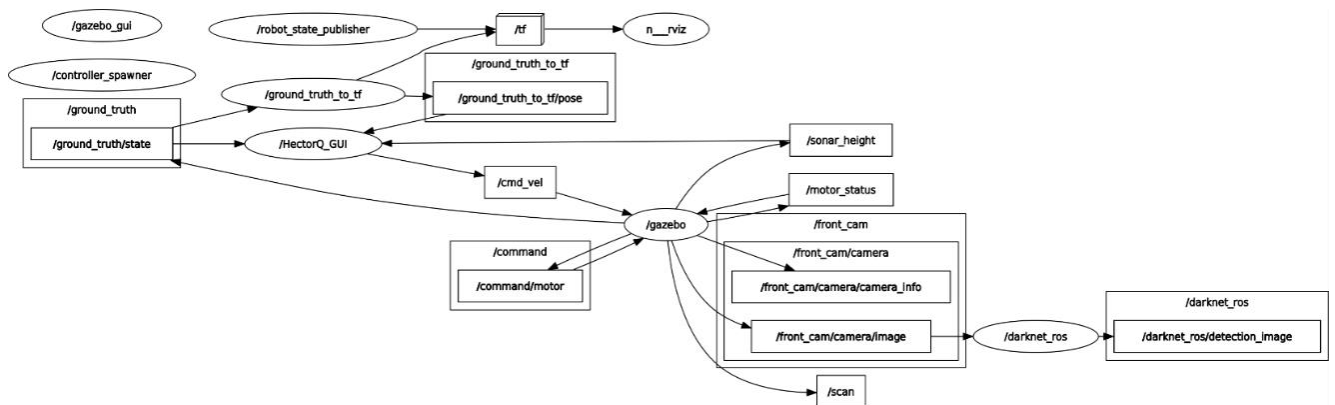 /gazebo_gui
/robot_state_publisher
/tf
n__rviz
/controller_spawner
/ground_truth_to_tf
/ground_truth_to_tf
/ground_truth_to_tf/pose
/ground_truth
/ground_truth/state
/HectorQ_GUI
/sonar_height
/cmd_vel
/motor_status
/gazebo
/front_cam
/command
/front_cam/camera
/command/motor
/front_cam/camera/camera_info
/front_cam/camera/image
/darknet_ros
/darknet_ros
/darknet_ros/detection_image
/scan